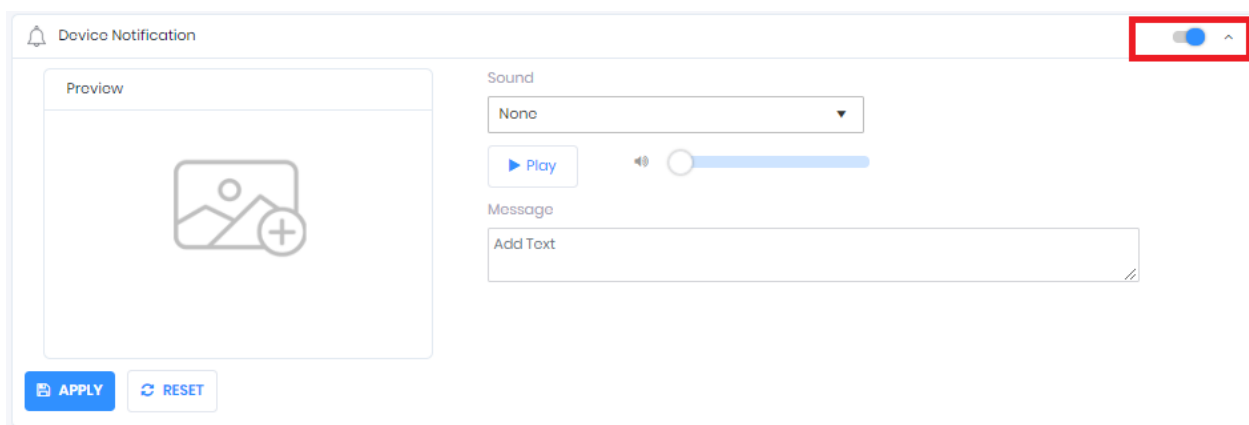 Device Notification
Preview
Sound
None
Play
Message
Add Text
APPLY
RESET